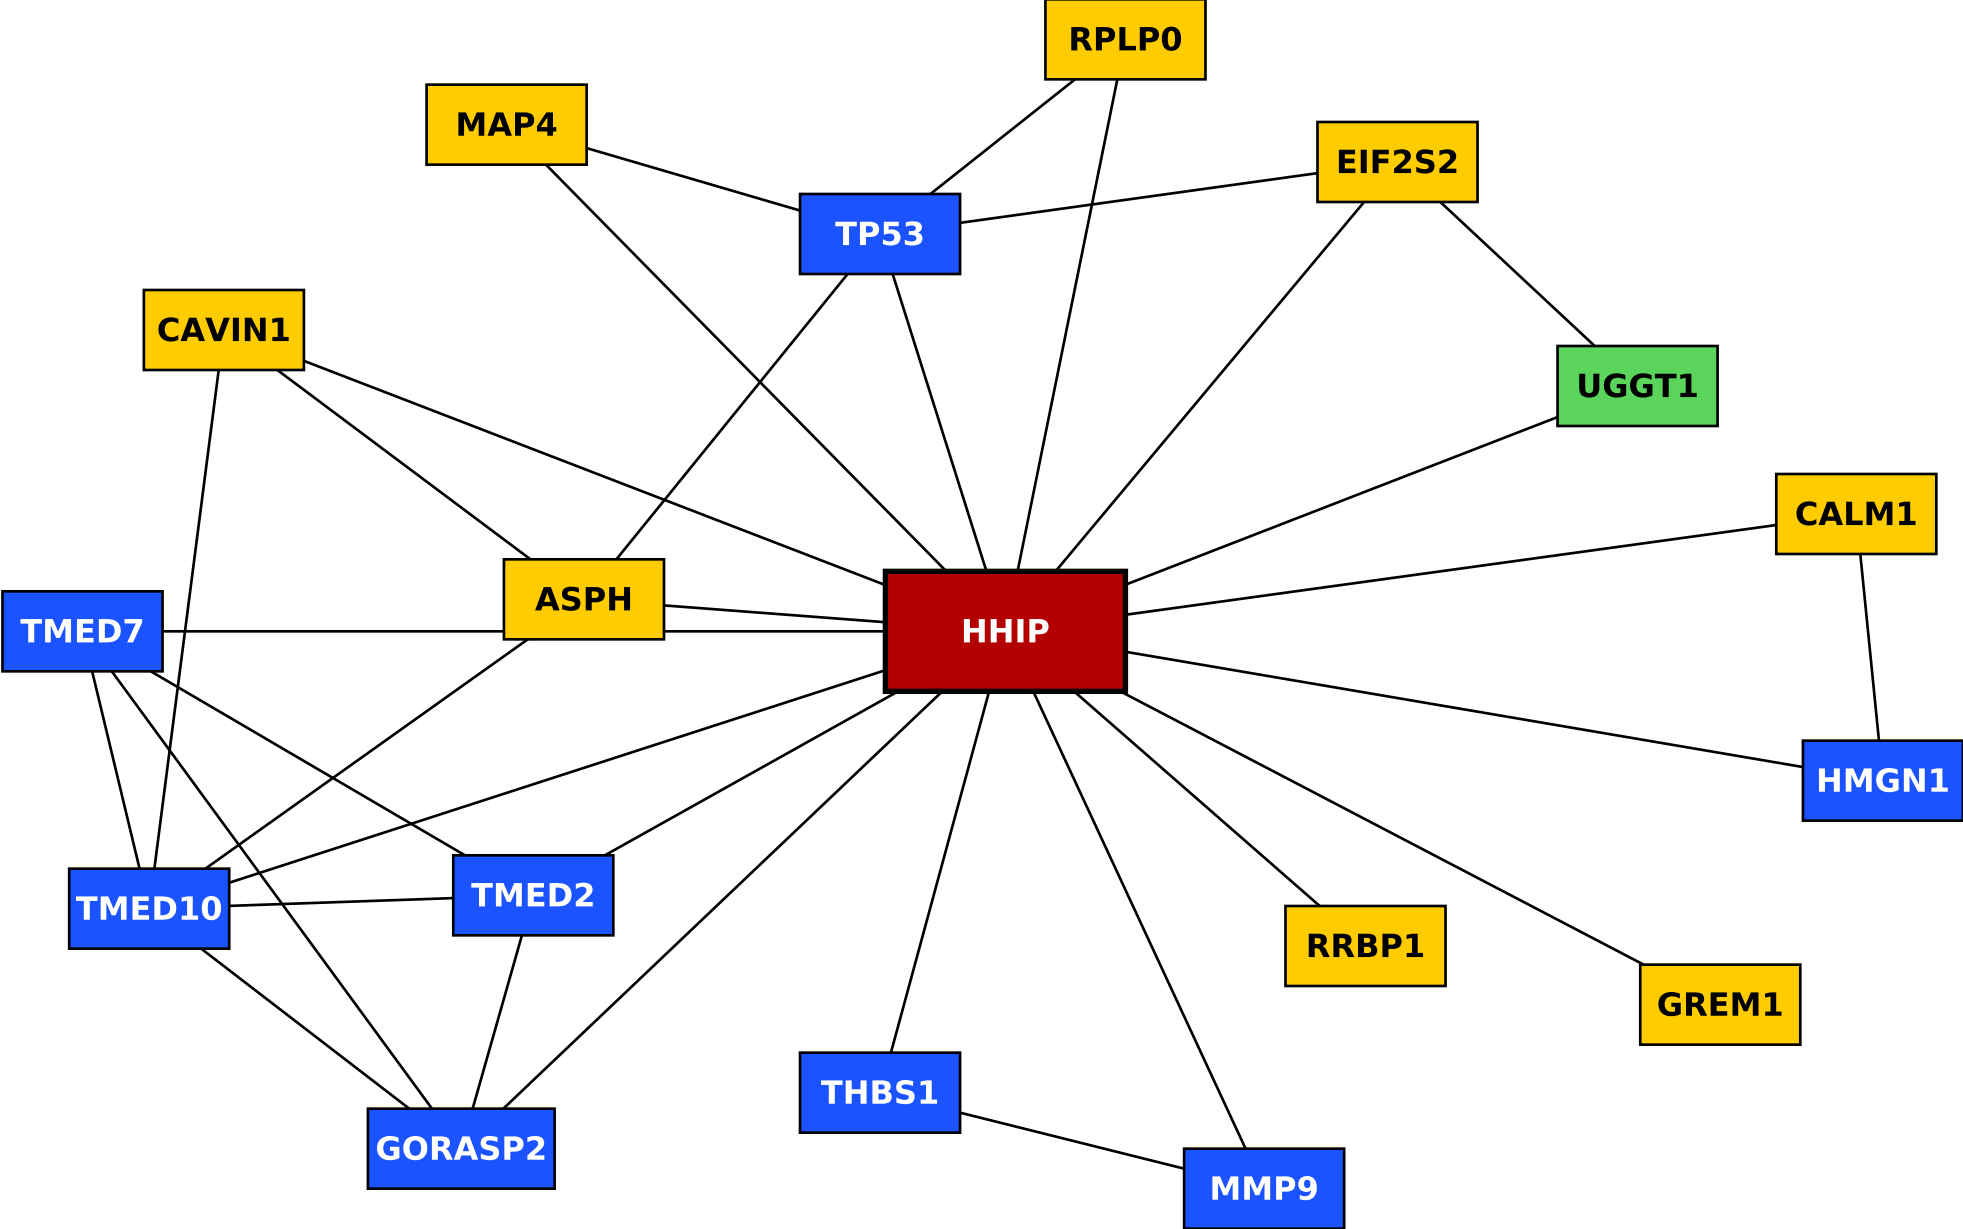 RPLP0
MAP4
EIF2S2
TP53
CAVIN1
UGGT1
CALM1
ASPH
TMED7
HHIP
HMGN1
TMED2
TMED10
RRBP1
GREM1
THBS1
GORASP2
MMP9